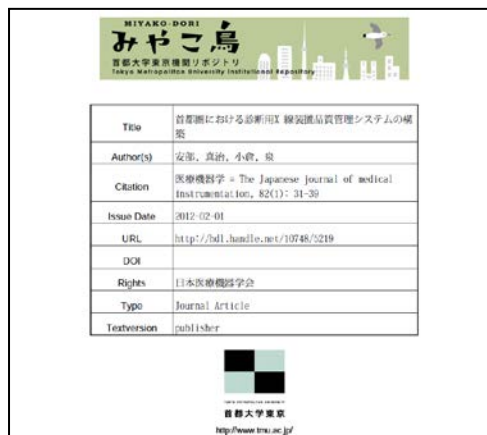 MIYAKO-DORI
みやこ鳥
首都大学東京機関リポジトリ
Tokyo Metropolitan University Institutional Repository
Title
首都圏における診断用X 線装置品質管理システムの構
築
Author(s)
安部, 真治, 小倉, 泉
Citation
医療機器学 = The Japanese journal of medical
instrumentation, 82(1): 31-39
Issue Date
2012-02-01
URL
http://hdl.handle.net/10748/5219
DOI
Rights
日本医療機器学会
Type
Journal Article
Textversion
publisher
TOKYO METROPOLITAN UNIVERSITY
首都大学東京
http://www.tmu.ac.jp/